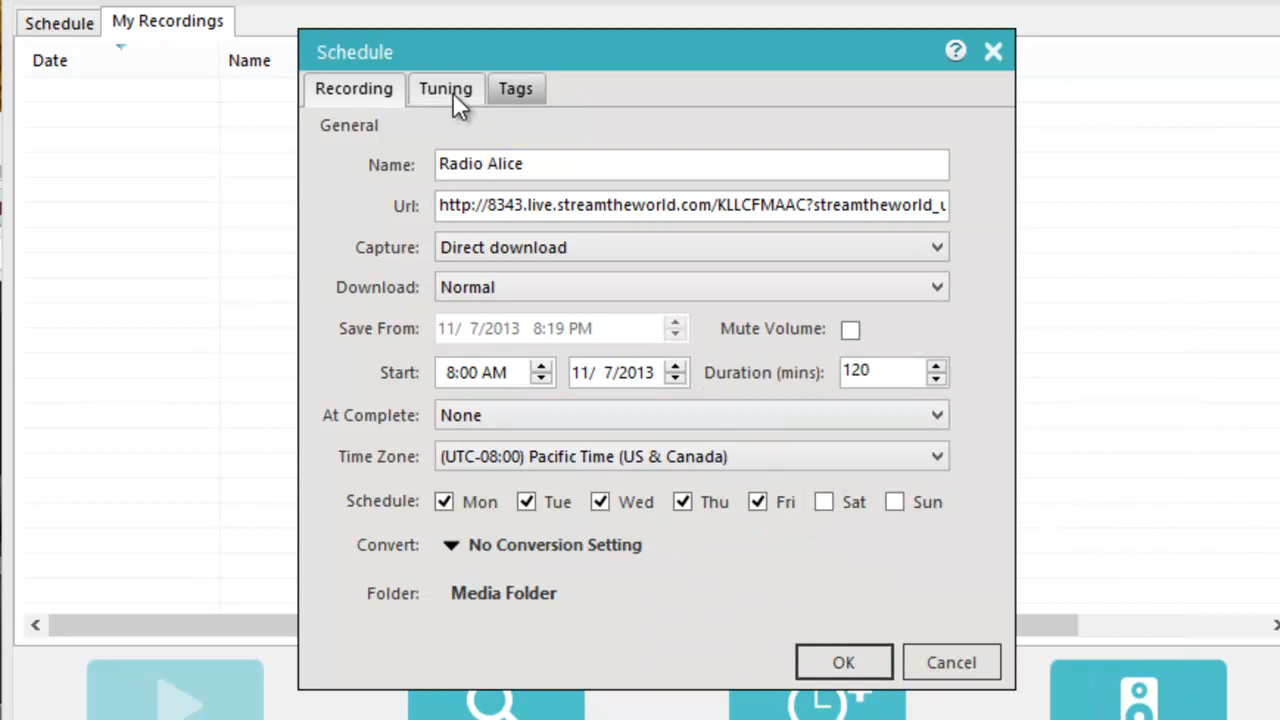 Schedule My Recordings
Date Name
Schedule
Recording Tuning Tags
General
Name: Radio Alice
Url: http://8343.live.streamtheworld.com/KLLCFMAAC?streamtheworld_u
Capture: Direct download
Download: Normal
Save From: 11/ 7/2013 8:19 PM Mute Volume:
Start: 8:00 AM 11/ 7/2013 Duration (mins): 120
At Complete: None
Time Zone: (UTC-08:00) Pacific Time (US & Canada)
Schedule: Mon Tue Wed Thu Fri Sat Sun
Convert: No Conversion Setting
Folder: Media Folder
OK Cancel